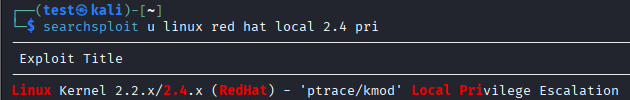 ┌──(test㉿kali)-[~]
└─$ searchsploit u linux red hat local 2.4 pri
Exploit Title
Linux Kernel 2.2.x/2.4.x (RedHat) - 'ptrace/kmod' Local Privilege Escalation